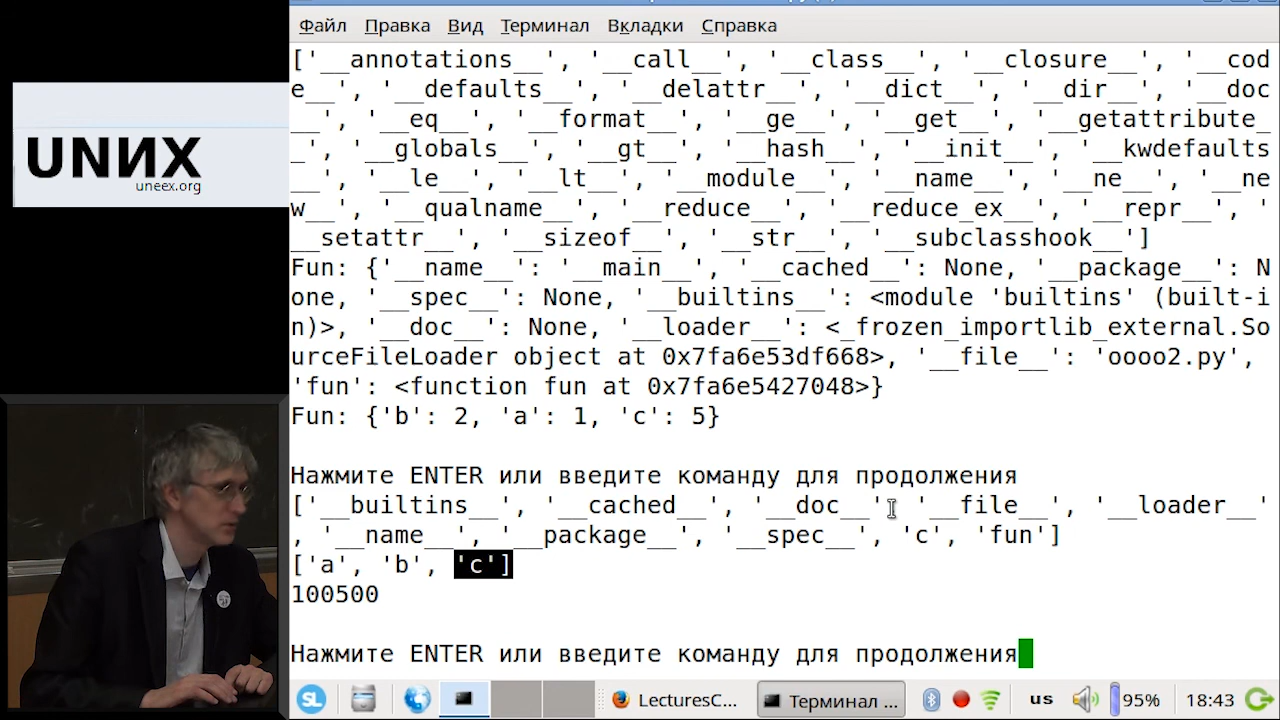 Файл Правка Вид Терминал Вкладки Справка
UNИX
uneex.org
['__annotations__', '__call__', '__class__', '__closure__', '__cod
e__', '__defaults__', '__delattr__', '__dict__', '__dir__', '__doc
__', '__eq__', '__format__', '__ge__', '__get__', '__getattribute_
_', '__globals__', '__gt__', '__hash__', '__init__', '__kwdefaults
__', '__le__', '__lt__', '__module__', '__name__', '__ne__', '__ne
w__', '__qualname__', '__reduce__', '__reduce_ex__', '__repr__', '
__setattr__', '__sizeof__', '__str__', '__subclasshook__']
Fun: {'__name__': '__main__', '__cached__': None, '__package__': N
one, '__spec__': None, '__builtins__': <module 'builtins' (built-i
n)>, '__doc__': None, '__loader__': <_frozen_importlib_external.So
urceFileLoader object at 0x7fa6e53df668>, '__file__': 'oooo2.py',
'fun': <function fun at 0x7fa6e5427048>}
Fun: {'b': 2, 'a': 1, 'c': 5}
Нажмите ENTER или введите команду для продолжения
['__builtins__', '__cached__', '__doc__', '__file__', '__loader__'
, '__name__', '__package__', '__spec__', 'c', 'fun']
['a', 'b', 'c']
100500
Нажмите ENTER или введите команду для продолжения
SL LecturesC... Терминал ... us 95% 18:43